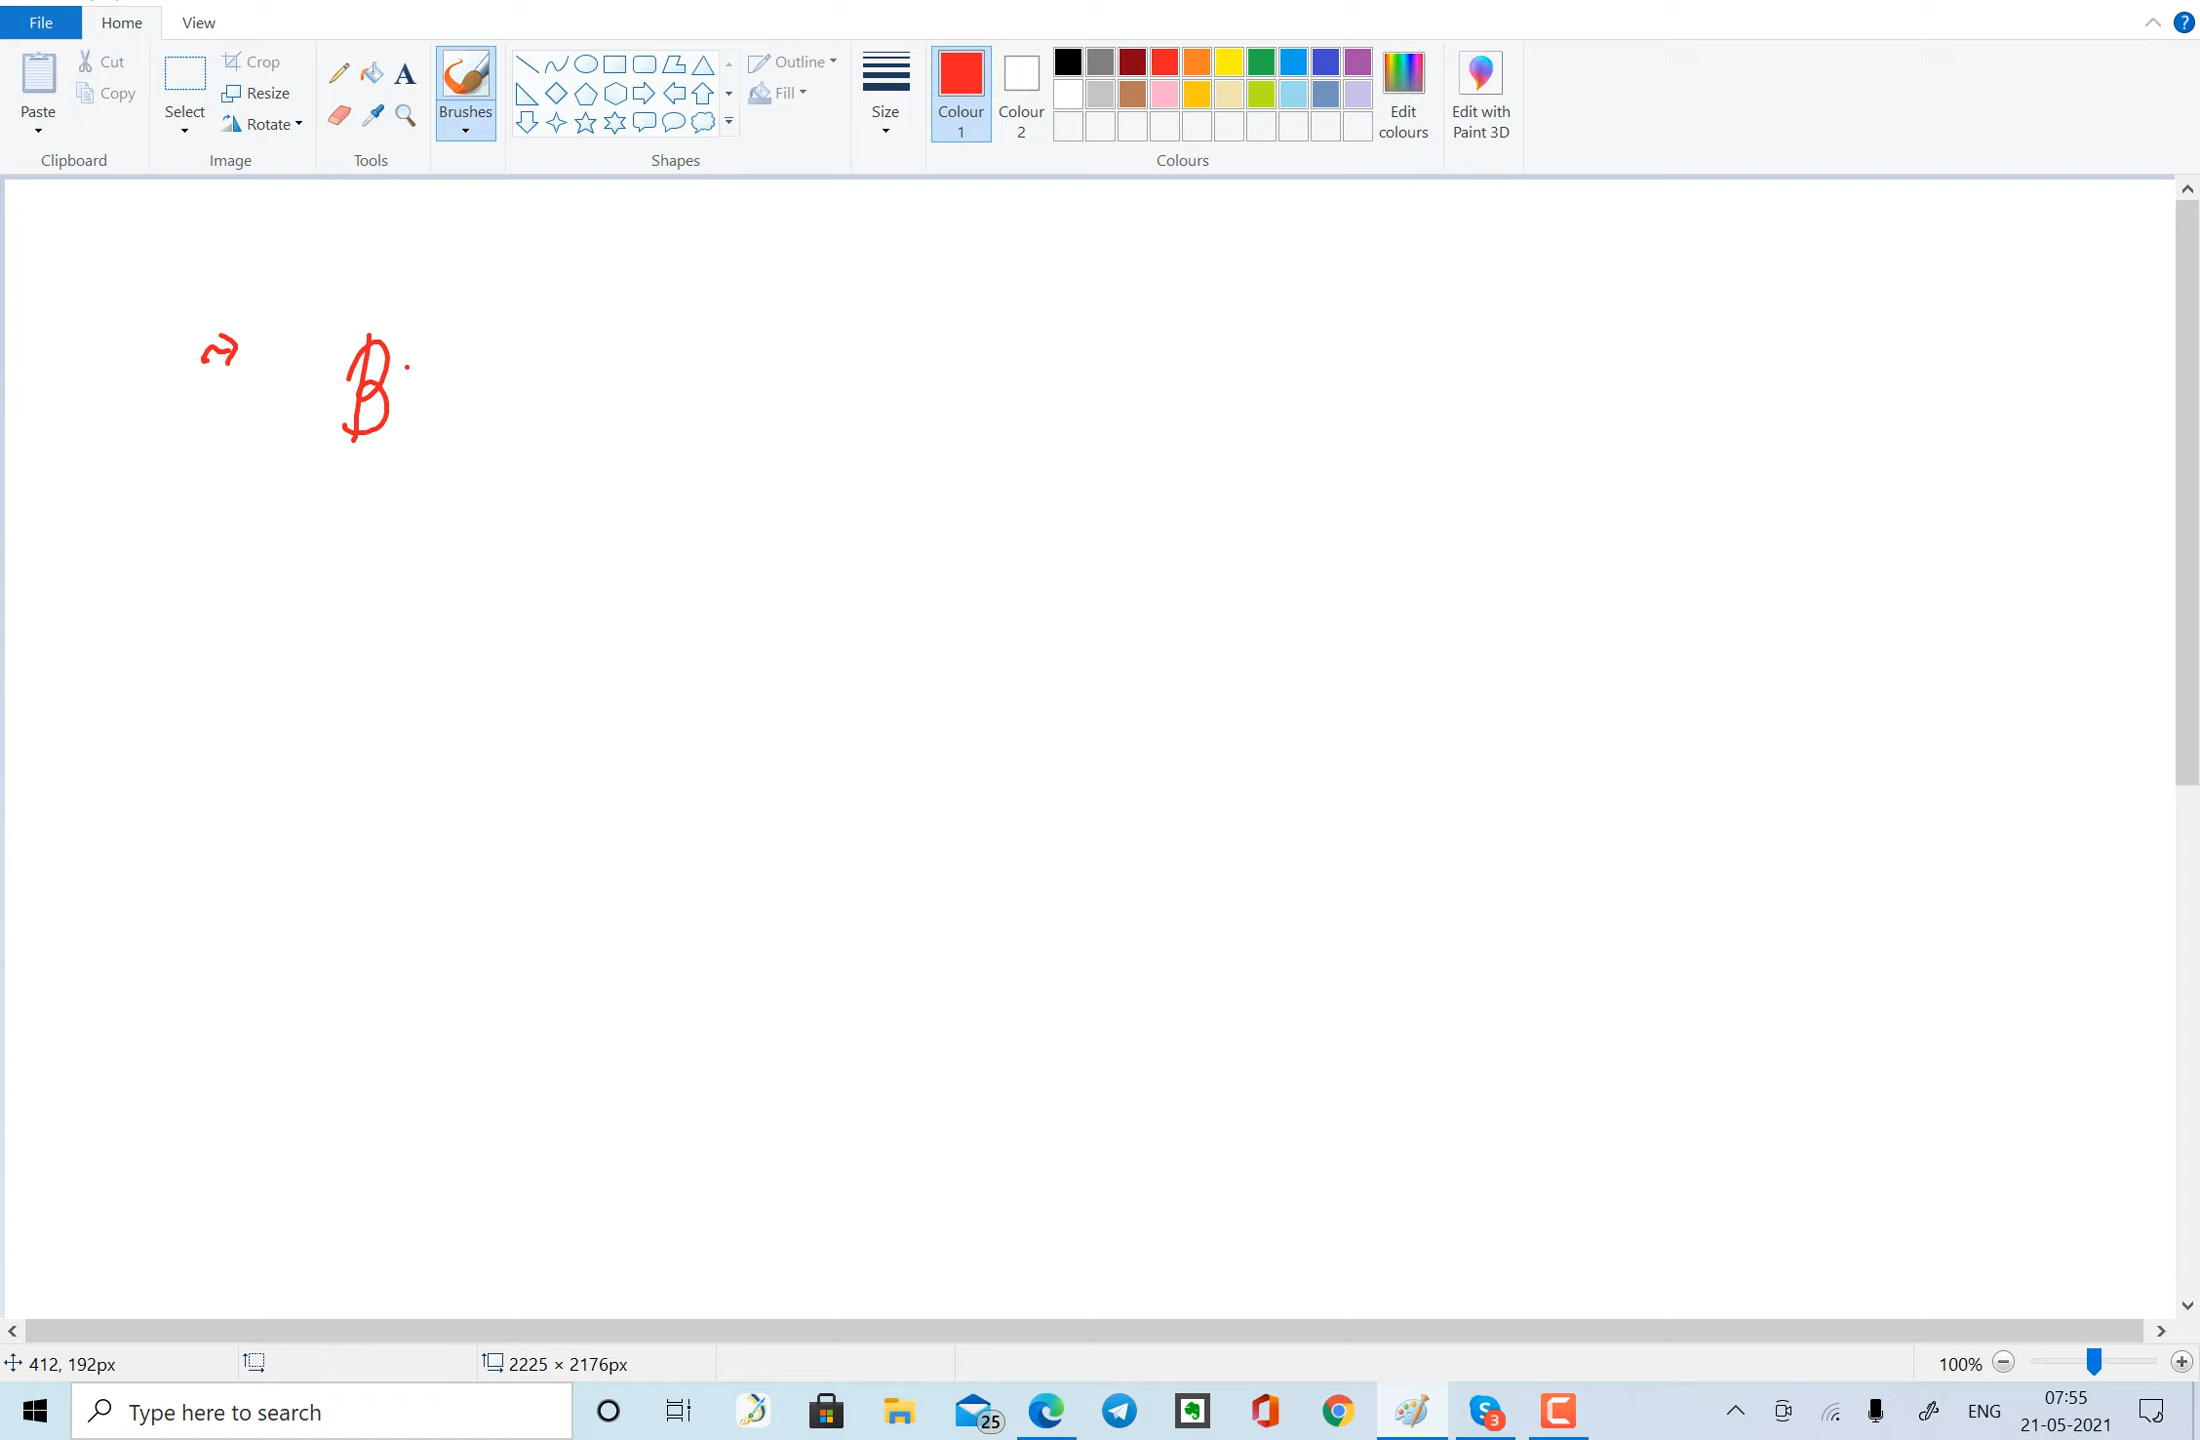 File Home View
Paste Cut Copy Clipboard
Select Crop Resize Rotate Image
Tools
Brushes
Outline Fill Shapes
Size
Colour 1 Colour 2 Edit colours Colours
Edit with Paint 3D
?
→ B
412, 192px 2225 × 2176px 100%
Type here to search 25 3 ENG 07:55
21-05-2021